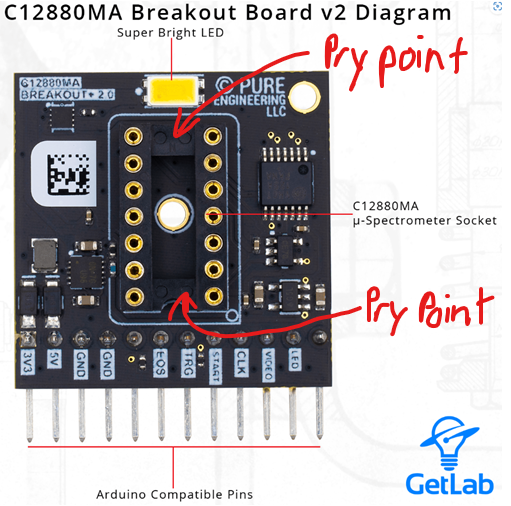 C12880MA Breakout Board v2 Diagram
Super Bright LED
Pry point
C12880MA
BREAKOUT+ 2.0
© PURE
ENGINEERING
LLC
C12880MA
μ-Spectrometer Socket
Pry Point
3V3
5V
GND
GND
EOS
TRG
START
CLK
VIDEO
LED
Arduino Compatible Pins
GetLab